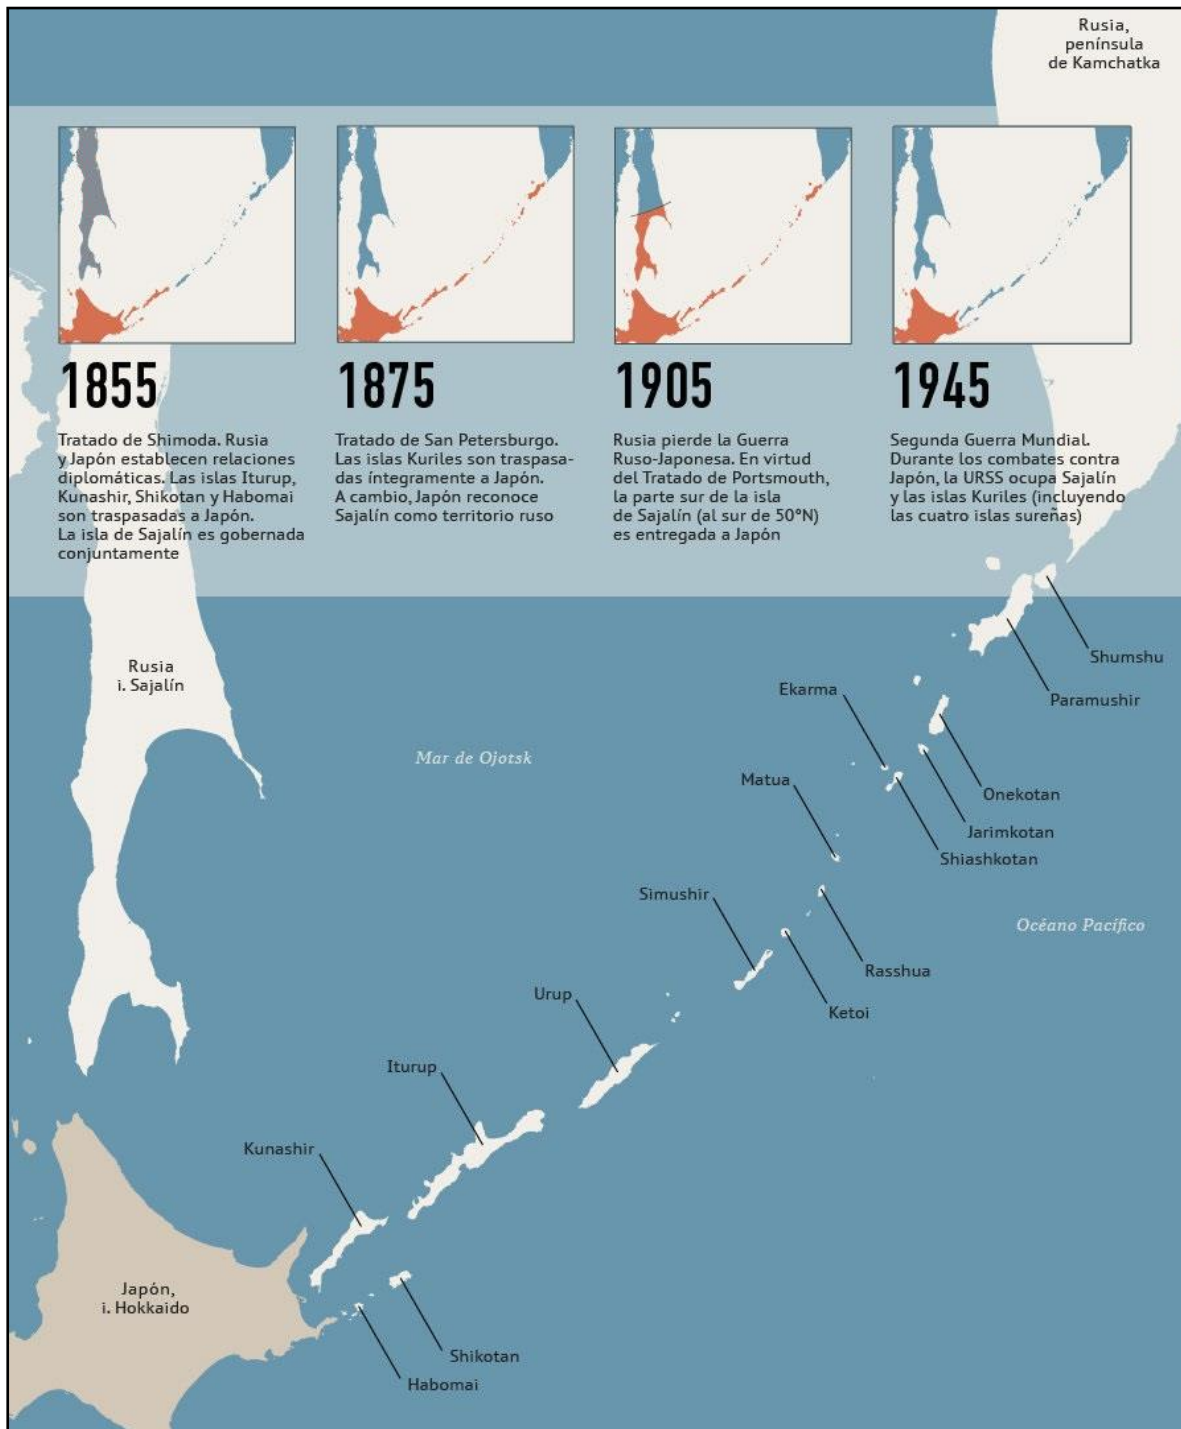 Rusia,
península
de Kamchatka
1855
Tratado de Shimoda. Rusia
y Japón establecen relaciones
diplomáticas. Las islas Iturup,
Kunashir, Shikotan y Habomai
son traspasadas a Japón.
La isla de Sajalín es gobernada
conjuntamente
1875
Tratado de San Petersburgo.
Las islas Kuriles son traspasa-
das íntegramente a Japón.
A cambio, Japón reconoce
Sajalín como territorio ruso
1905
Rusia pierde la Guerra
Ruso-Japonesa. En virtud
del Tratado de Portsmouth,
la parte sur de la isla
de Sajalín (al sur de 50°N)
es entregada a Japón
1945
Segunda Guerra Mundial.
Durante los combates contra
Japón, la URSS ocupa Sajalín
y las islas Kuriles (incluyendo
las cuatro islas sureñas)
Rusia
i. Sajalín
Shumshu
Ekarma
Paramushir
Mar de Ojotsk
Matua
Onekotan
Jarimkotan
Shiashkotan
Simushir
Océano Pacífico
Rasshua
Urup
Ketoi
Iturup
Kunashir
Japón,
i. Hokkaido
Shikotan
Habomai